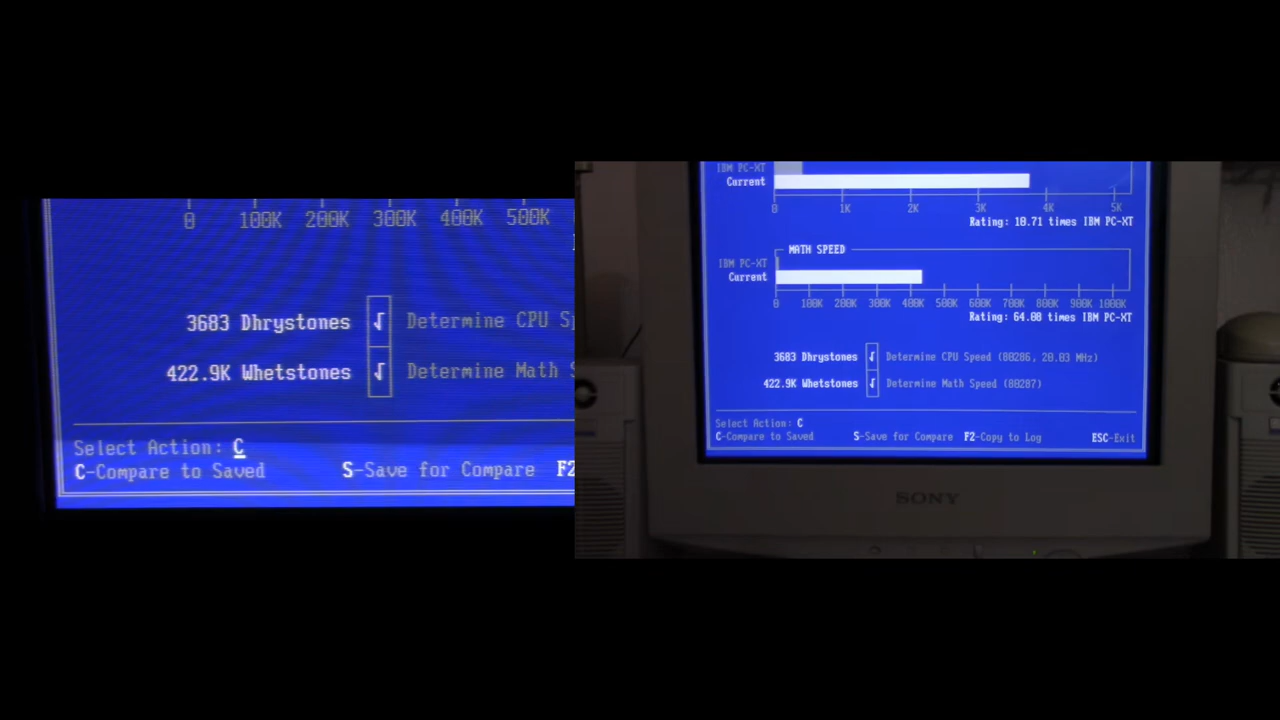 0 100K 200K 300K 400K 500K
3683 Dhrystones √ Determine CPU
422.9K Whetstones √ Determine Math
Select Action: C
C-Compare to Saved S-Save for Compare F2
IBM PC-XT
Current
0 1K 2K 3K 4K 5K
Rating: 10.71 times IBM PC-XT
MATH SPEED
IBM PC-XT
Current
0 100K 200K 300K 400K 500K 600K 700K 800K 900K 1000K
Rating: 64.08 times IBM PC-XT
3683 Dhrystones √ Determine CPU Speed (80286, 20.03 MHz)
422.9K Whetstones √ Determine Math Speed (80287)
Select Action: C
C-Compare to Saved S-Save for Compare F2-Copy to Log ESC-Exit
SONY